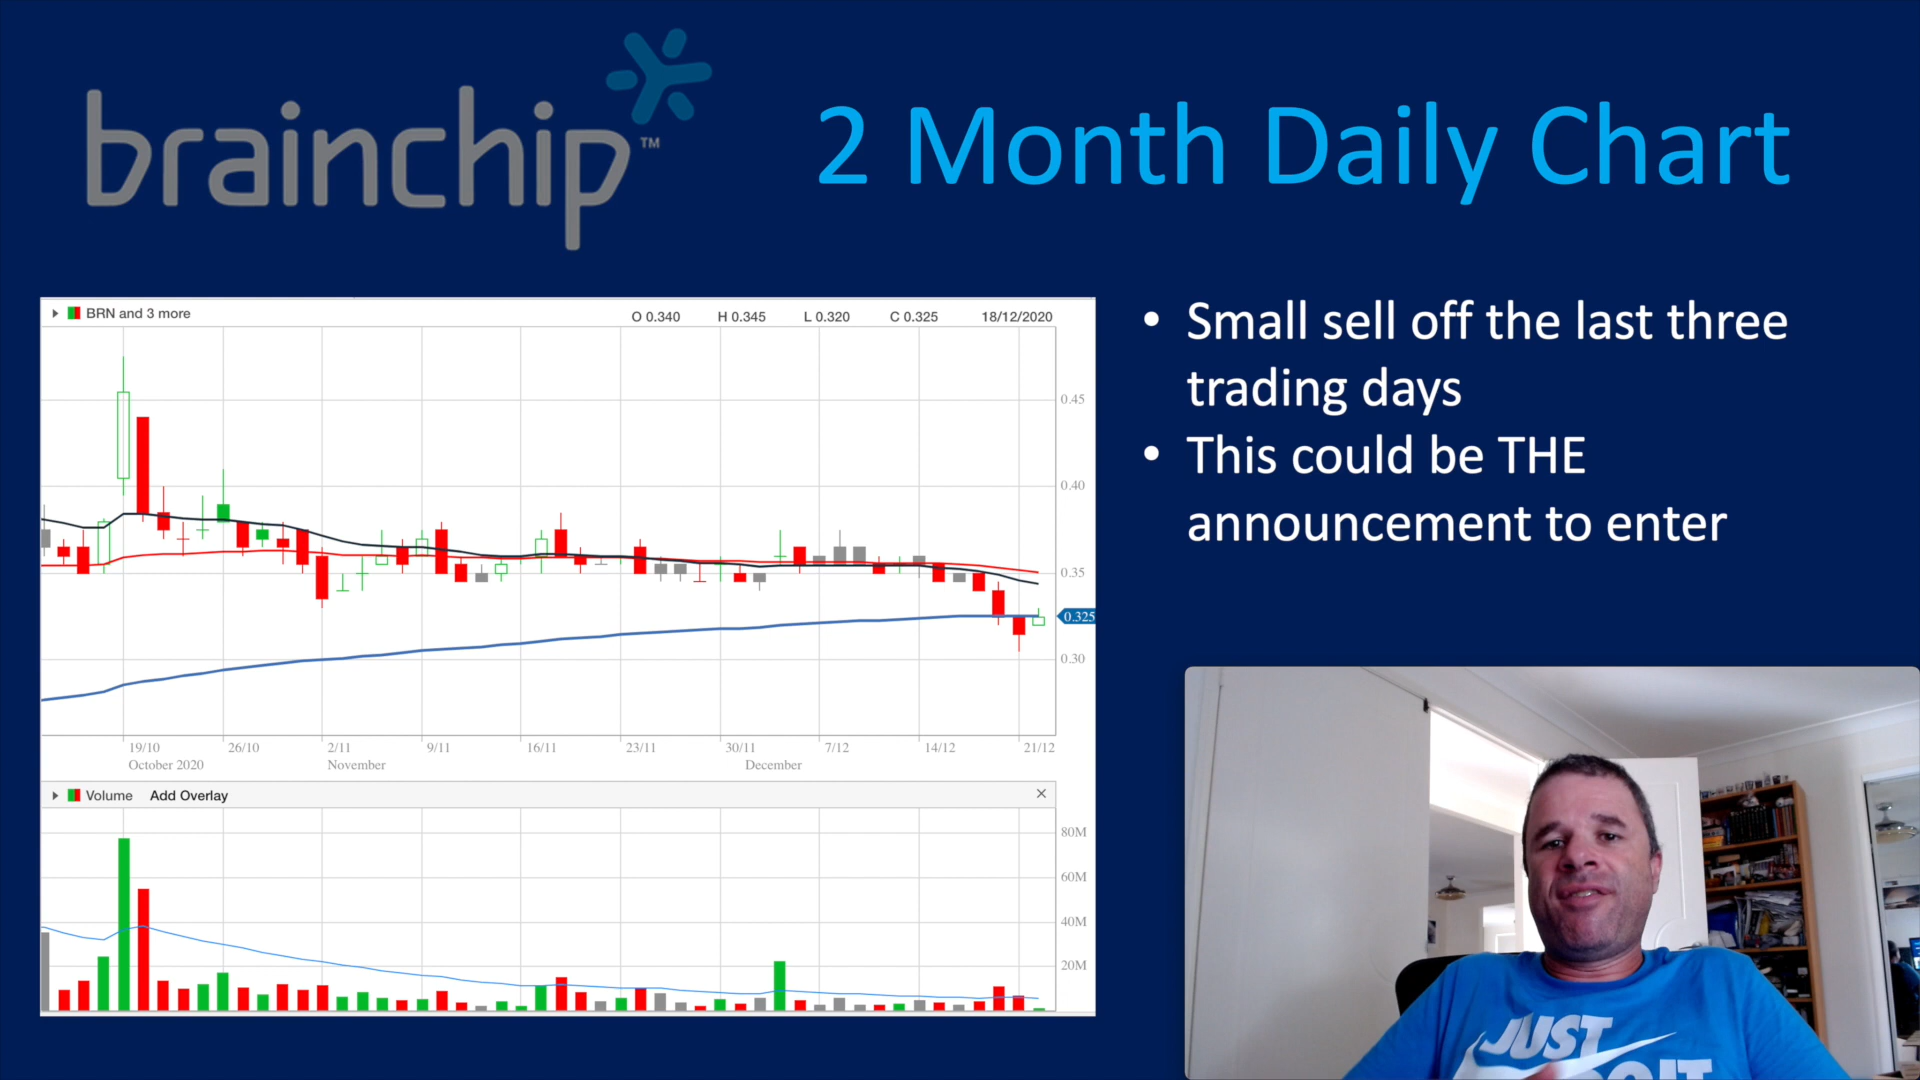 brainchip™
2 Month Daily Chart
BRN and 3 more
O 0.340 H 0.345 L 0.320 C 0.325 18/12/2020
0.45
0.40
0.35
0.325
0.30
19/10 26/10 2/11 9/11 16/11 23/11 30/11 7/12 14/12 21/12
October 2020 November December
Volume Add Overlay
80M
60M
40M
20M
• Small sell off the last three
trading days
• This could be THE
announcement to enter
JUST